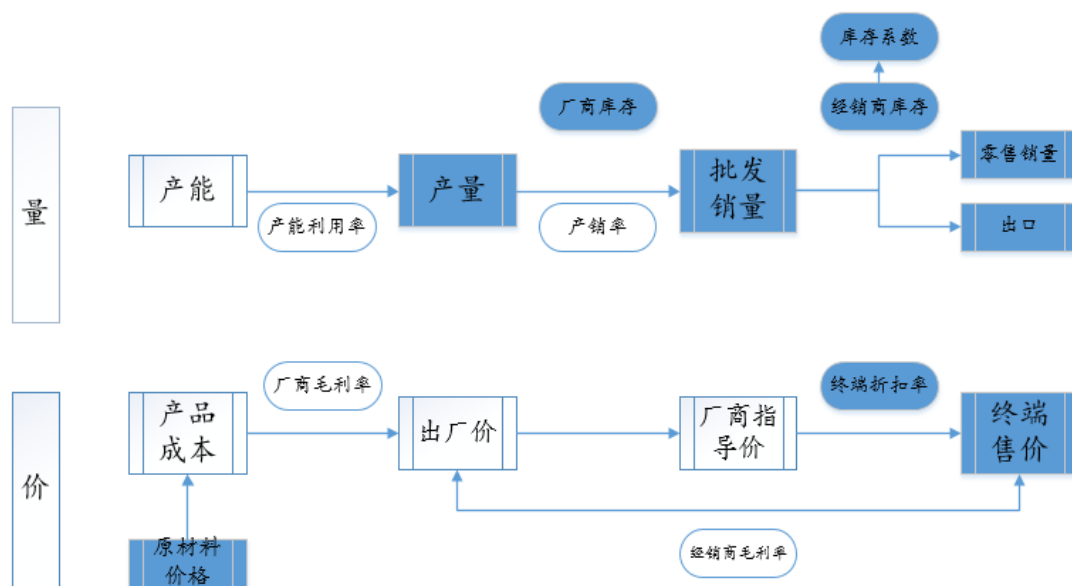 库存系数
厂商库存
经销商库存
量
产能
产量
批发
销量
零售销量
产能利用率
产销率
出口
厂商毛利率
终端折扣率
价
产品
成本
出厂价
厂商指
导价
终端
售价
经销商毛利率
原材料
价格